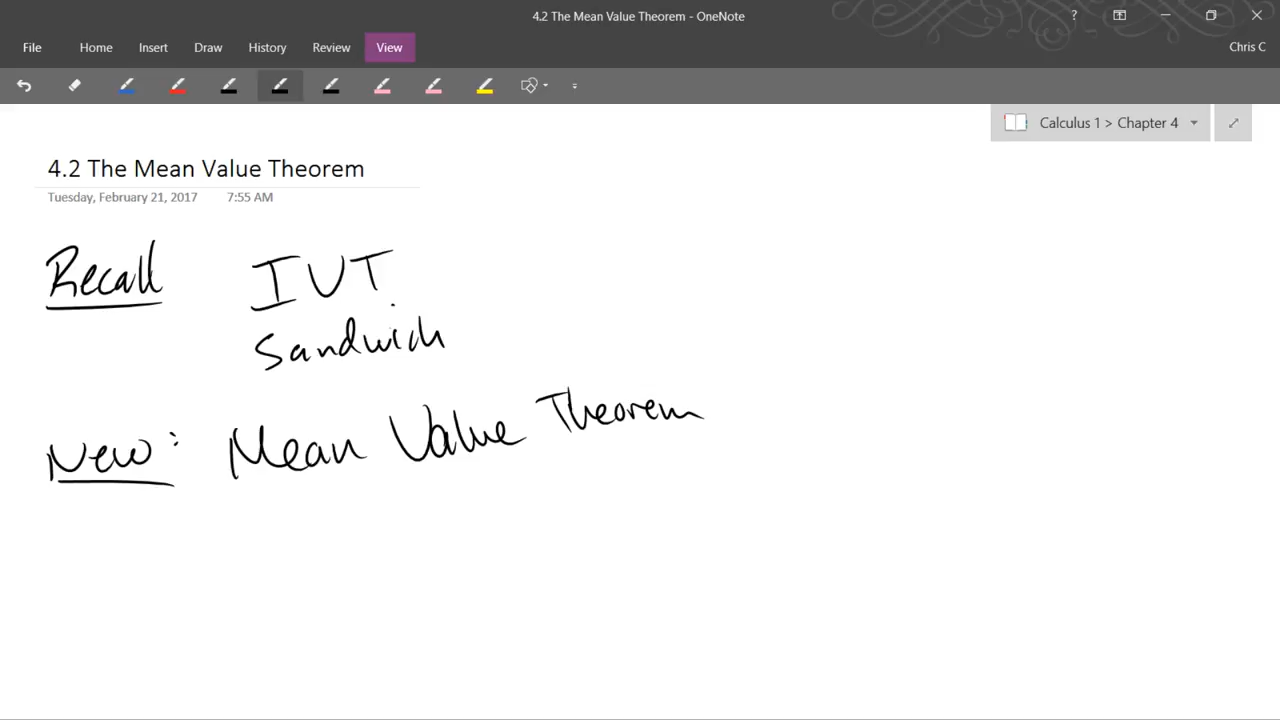 4.2 The Mean Value Theorem - OneNote
?
File Home Insert Draw History Review View
Chris C
Calculus 1 > Chapter 4
4.2 The Mean Value Theorem
Tuesday, February 21, 2017 7:55 AM
Recall IVT
Sandwich
New: Mean Value Theorem